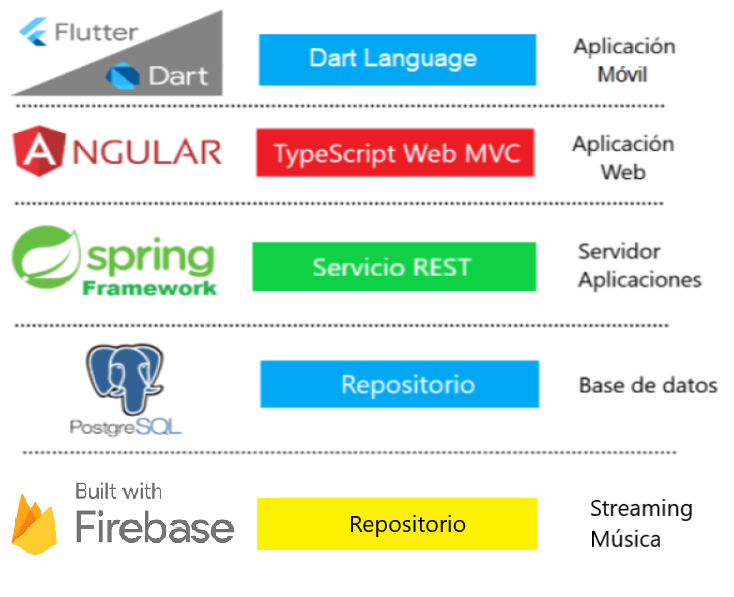 Flutter
Dart
Dart Language
Aplicación
Móvil
ANGULAR
TypeScript Web MVC
Aplicación
Web
spring
Framework
Servicio REST
Servidor
Aplicaciones
PostgreSQL
Repositorio
Base de datos
Built with
Firebase
Repositorio
Streaming
Música